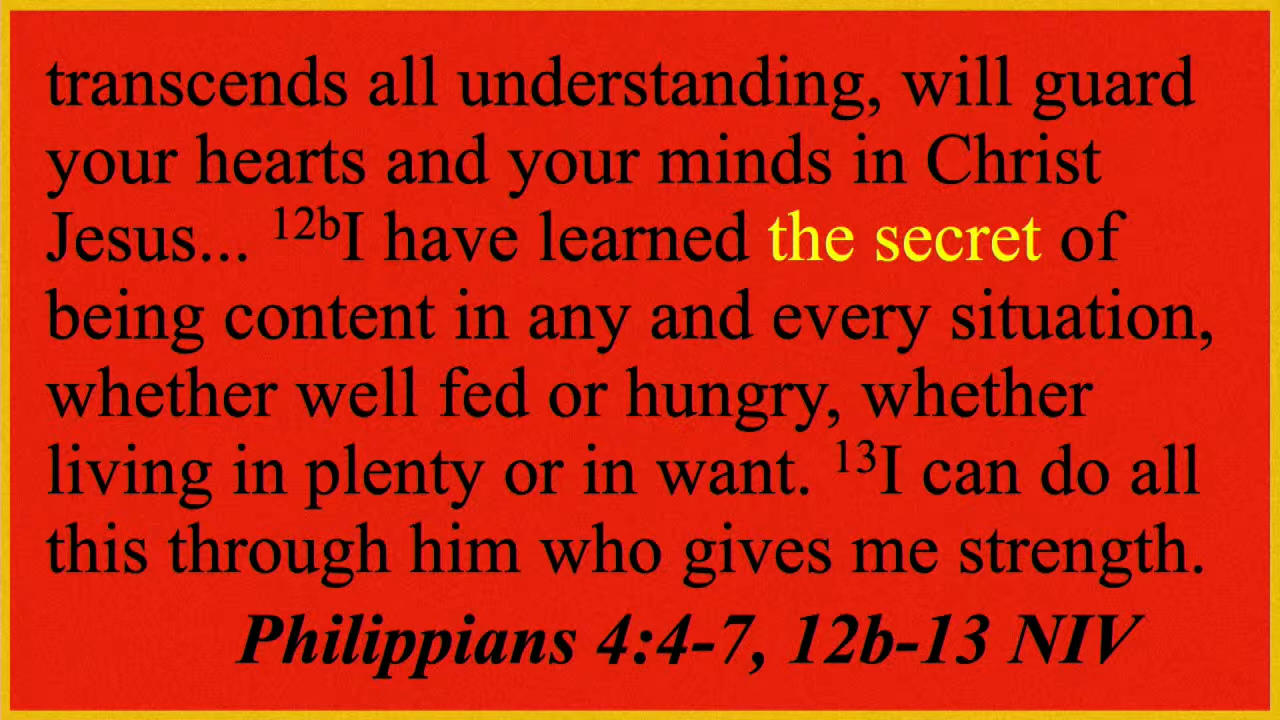 transcends all understanding, will guard
your hearts and your minds in Christ
Jesus... 12bI have learned the secret of
being content in any and every situation,
whether well fed or hungry, whether
living in plenty or in want. 13I can do all
this through him who gives me strength.
Philippians 4:4-7, 12b-13 NIV